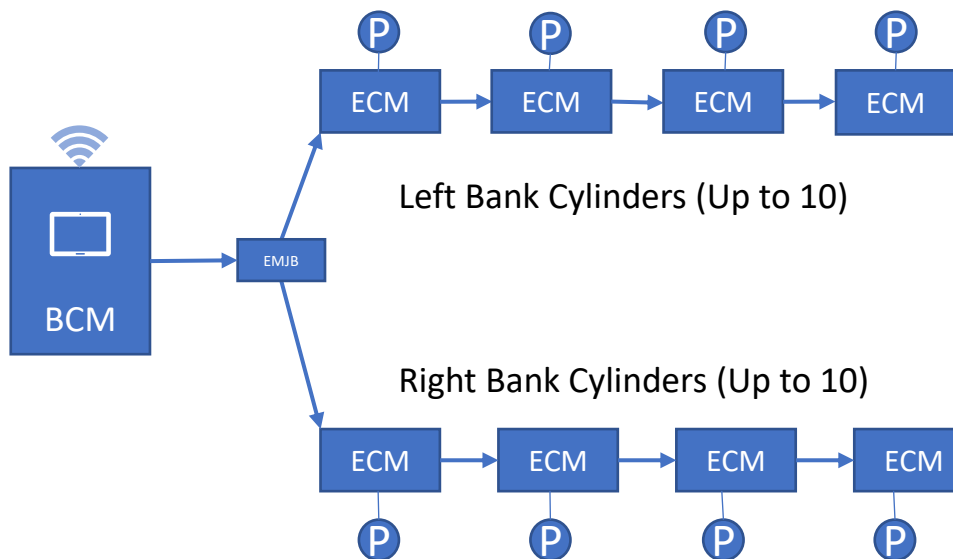 P P P P
ECM ECM ECM ECM
Left Bank Cylinders (Up to 10)
EMJB
BCM
Right Bank Cylinders (Up to 10)
ECM ECM ECM ECM
P P P P